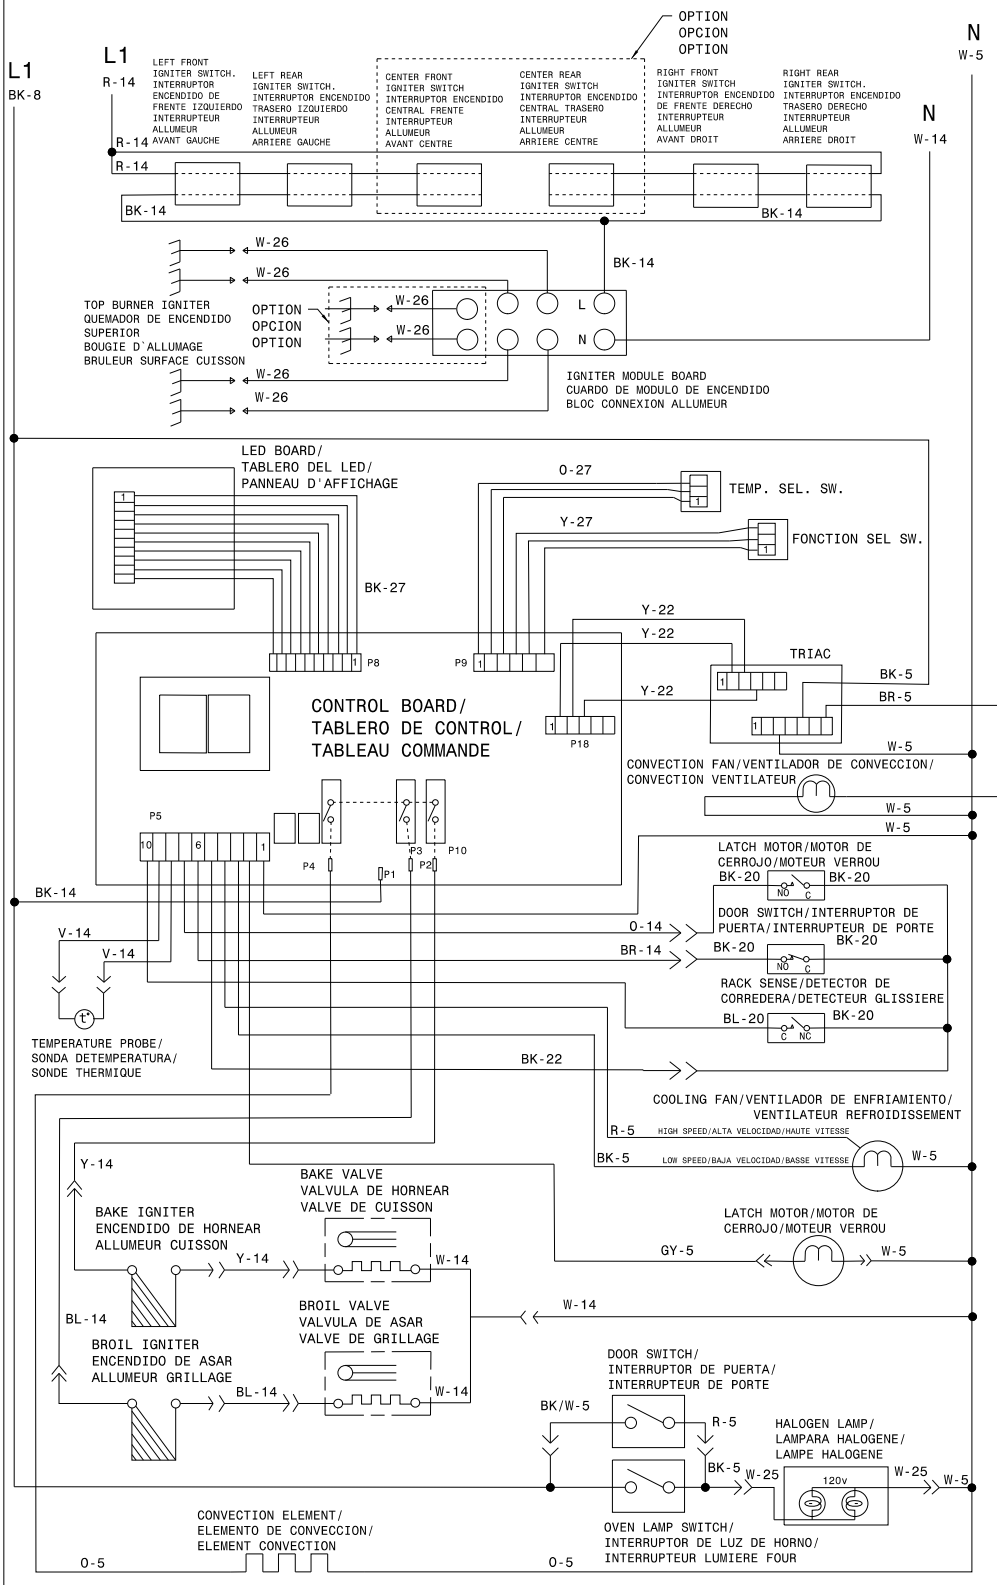 OPTION
OPCION
OPTION
N
W-5
L1
BK-8
L1
R-14
LEFT FRONT
IGNITER SWITCH.
INTERRUPTOR
ENCENDIDO DE
FRENTE IZQUIERDO
INTERRUPTEUR
ALLUMEUR
AVANT GAUCHE
LEFT REAR
IGNITER SWITCH.
INTERRUPTOR ENCENDIDO
TRASERO IZQUIERDO
INTERRUPTEUR
ALLUMEUR
ARRIERE GAUCHE
CENTER FRONT
IGNITER SWITCH
INTERRUPTOR ENCENDIDO
CENTRAL FRENTE
INTERRUPTEUR
ALLUMEUR
AVANT CENTRE
CENTER REAR
IGNITER SWITCH
INTERRUPTOR ENCENDIDO
CENTRAL TRASERO
INTERRUPTEUR
ALLUMEUR
ARRIERE CENTRE
RIGHT FRONT
IGNITER SWITCH
INTERRUPTOR ENCENDIDO
DE FRENTE DERECHO
INTERRUPTEUR
ALLUMEUR
AVANT DROIT
RIGHT REAR
IGNITER SWITCH.
INTERRUPTOR ENCENDIDO
TRASERO DERECHO
INTERRUPTEUR
ALLUMEUR
ARRIERE DROIT
N
W-14
R-14
R-14
BK-14
BK-14
BK-14
W-26
W-26
TOP BURNER IGNITER
QUEMADOR DE ENCENDIDO
SUPERIOR
BOUGIE D`ALLUMAGE
BRULEUR SURFACE CUISSON
OPTION
OPCION
OPTION
W-26
W-26
L
N
W-26
W-26
IGNITER MODULE BOARD
CUARDO DE MODULO DE ENCENDIDO
BLOC CONNEXION ALLUMEUR
LED BOARD/
TABLERO DEL LED/
PANNEAU D'AFFICHAGE
1
BK-27
O-27
1
TEMP. SEL. SW.
Y-27
1
FONCTION SEL SW.
1
P8
P9
1
Y-22
Y-22
Y-22
TRIAC
1
1
BK-5
BR-5
W-5
CONTROL BOARD/
TABLERO DE CONTROL/
TABLEAU COMMANDE
1
P18
CONVECTION FAN/VENTILADOR DE CONVECCION/
CONVECTION VENTILATEUR
W-5
W-5
P5
10
6
1
P4
P3
P2
P10
P1
BK-14
LATCH MOTOR/MOTOR DE
CERROJO/MOTEUR VERROU
BK-20
BK-20
NO
C
O-14
DOOR SWITCH/INTERRUPTOR DE
PUERTA/INTERRUPTEUR DE PORTE
BR-14
BK-20
BK-20
NO
C
V-14
V-14
t°
TEMPERATURE PROBE/
SONDA DETEMPERATURA/
SONDE THERMIQUE
RACK SENSE/DETECTOR DE
CORREDERA/DETECTEUR GLISSIERE
BL-20
BK-20
C
NC
BK-22
COOLING FAN/VENTILADOR DE ENFRIAMIENTO/
VENTILATEUR REFROIDISSEMENT
R-5
HIGH SPEED/ALTA VELOCIDAD/HAUTE VITESSE
BK-5
LOW SPEED/BAJA VELOCIDAD/BASSE VITESSE
W-5
Y-14
BAKE IGNITER
ENCENDIDO DE HORNEAR
ALLUMEUR CUISSON
BAKE VALVE
VALVULA DE HORNEAR
VALVE DE CUISSON
Y-14
W-14
LATCH MOTOR/MOTOR DE
CERROJO/MOTEUR VERROU
GY-5
W-5
BL-14
BROIL IGNITER
ENCENDIDO DE ASAR
ALLUMEUR GRILLAGE
BROIL VALVE
VALVULA DE ASAR
VALVE DE GRILLAGE
BL-14
W-14
W-14
DOOR SWITCH/
INTERRUPTOR DE PUERTA/
INTERRUPTEUR DE PORTE
BK/W-5
R-5
HALOGEN LAMP/
LAMPARA HALOGENE/
LAMPE HALOGENE
BK-5
W-25
120v
W-25
W-5
OVEN LAMP SWITCH/
INTERRUPTOR DE LUZ DE HORNO/
INTERRUPTEUR LUMIERE FOUR
CONVECTION ELEMENT/
ELEMENTO DE CONVECCION/
ELEMENT CONVECTION
O-5
O-5